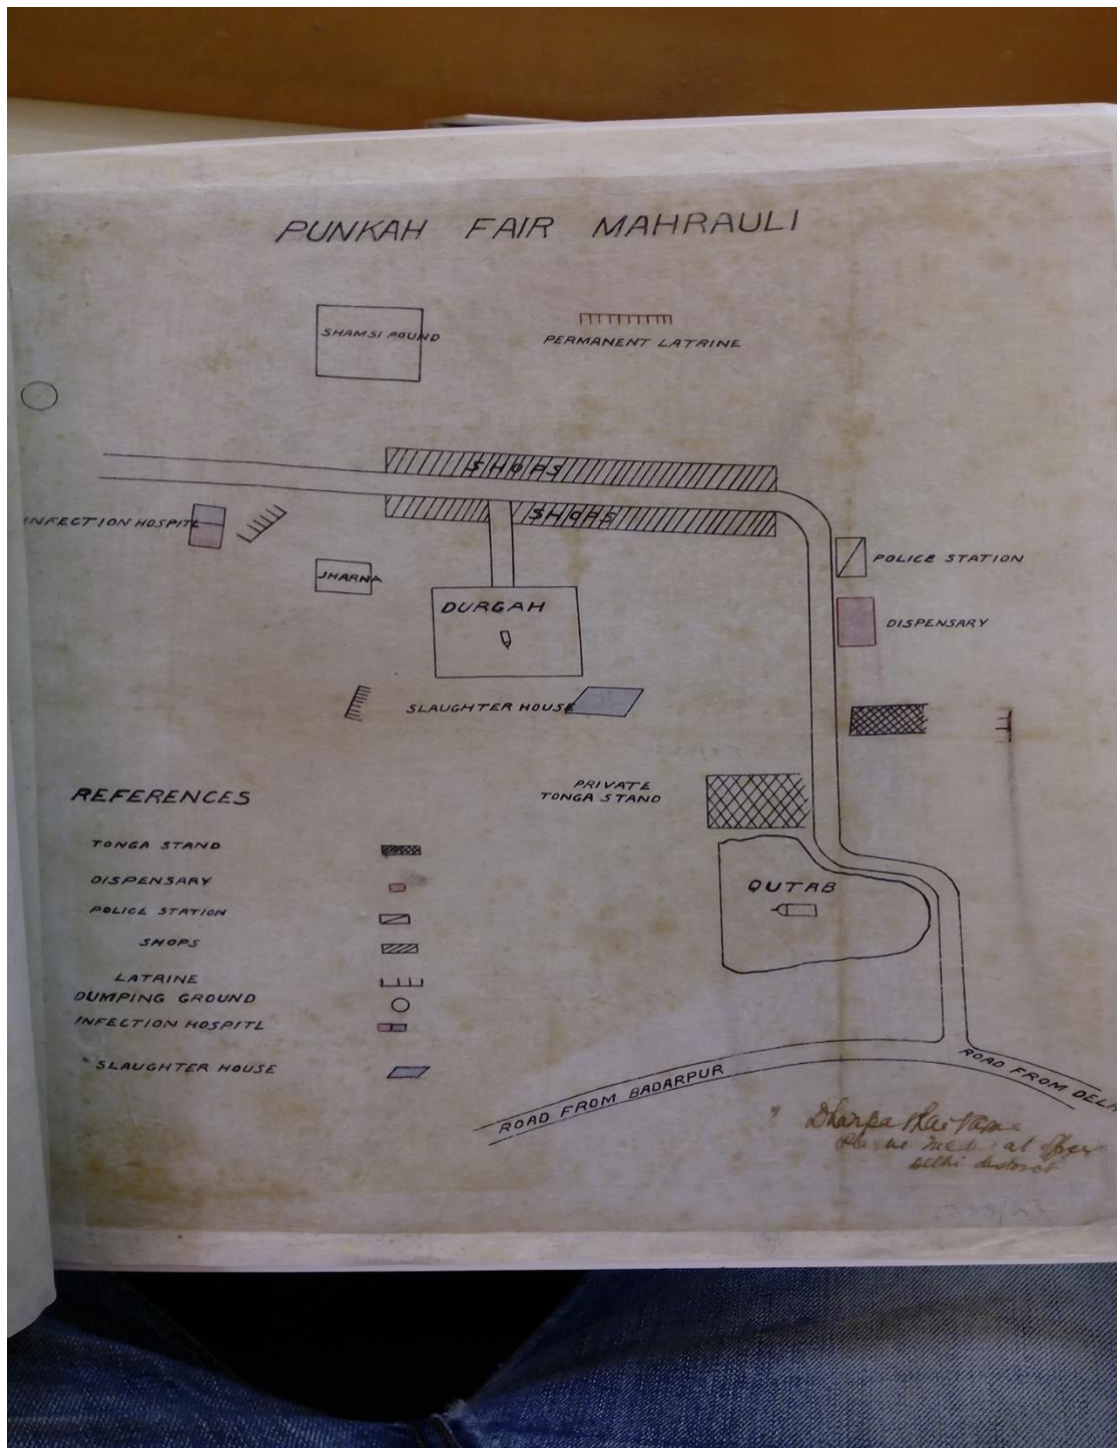 PUNKAH FAIR MAHRAULI
SHAMSI POUND
PERMANENT LATRINE
SHOPS
SHOPS
INFECTION HOSPITL
POLICE STATION
JHARNA
DURGAH
DISPENSARY
SLAUGHTER HOUSE
PRIVATE
TONGA STAND
QUTAB
REFERENCES
TONGA STAND
DISPENSARY
POLICE STATION
SHOPS
LATRINE
DUMPING GROUND
INFECTION HOSPITL
SLAUGHTER HOUSE
ROAD FROM BADARPUR
ROAD FROM DELH
medical officer
Delhi district